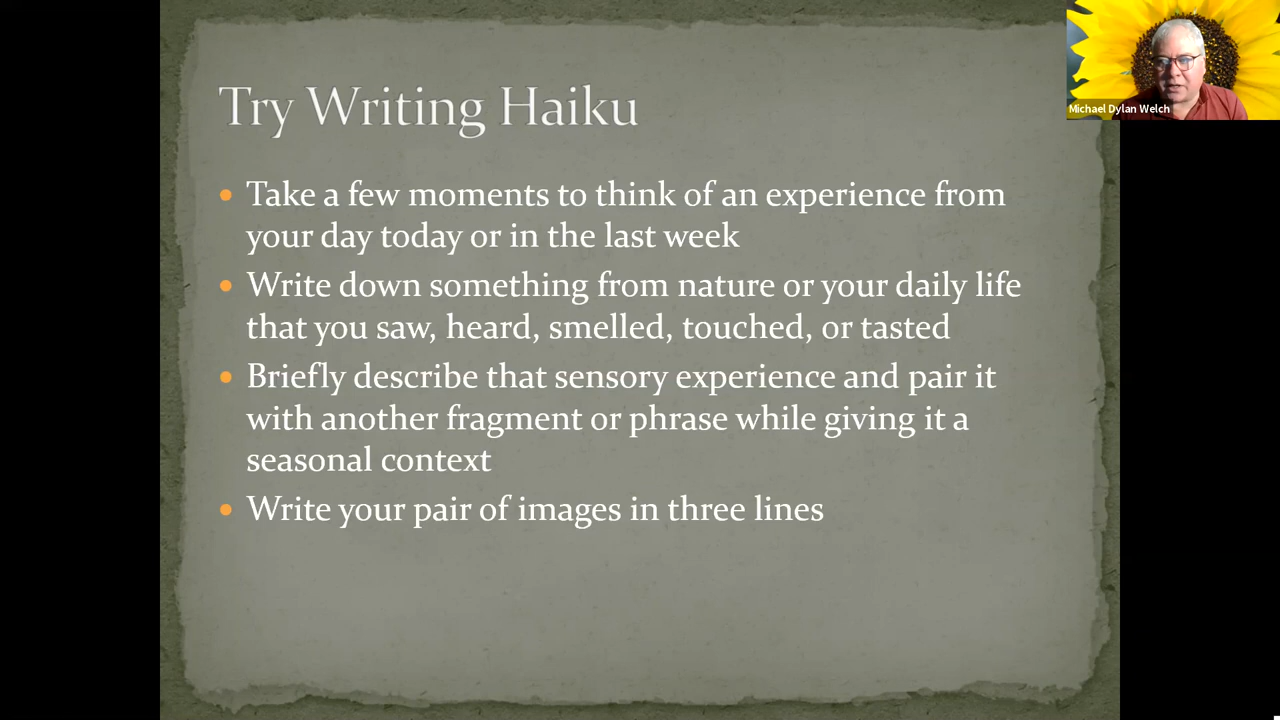 Try Writing Haiku
Michael Dylan Welch
• Take a few moments to think of an experience from
your day today or in the last week
• Write down something from nature or your daily life
that you saw, heard, smelled, touched, or tasted
• Briefly describe that sensory experience and pair it
with another fragment or phrase while giving it a
seasonal context
• Write your pair of images in three lines